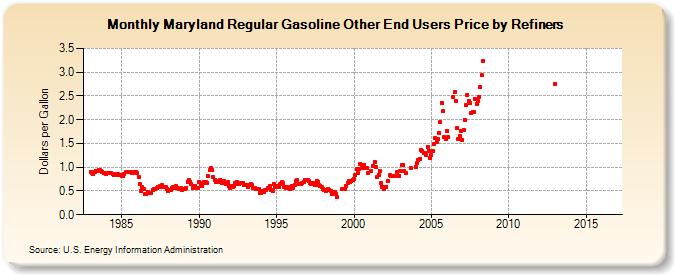 Monthly Maryland Regular Gasoline Other End Users Price by Refiners
Dollars per Gallon
3.5
3.0
2.5
2.0
1.5
1.0
0.5
0.0
1985 1990 1995 2000 2005 2010 2015
Source: U.S. Energy Information Administration